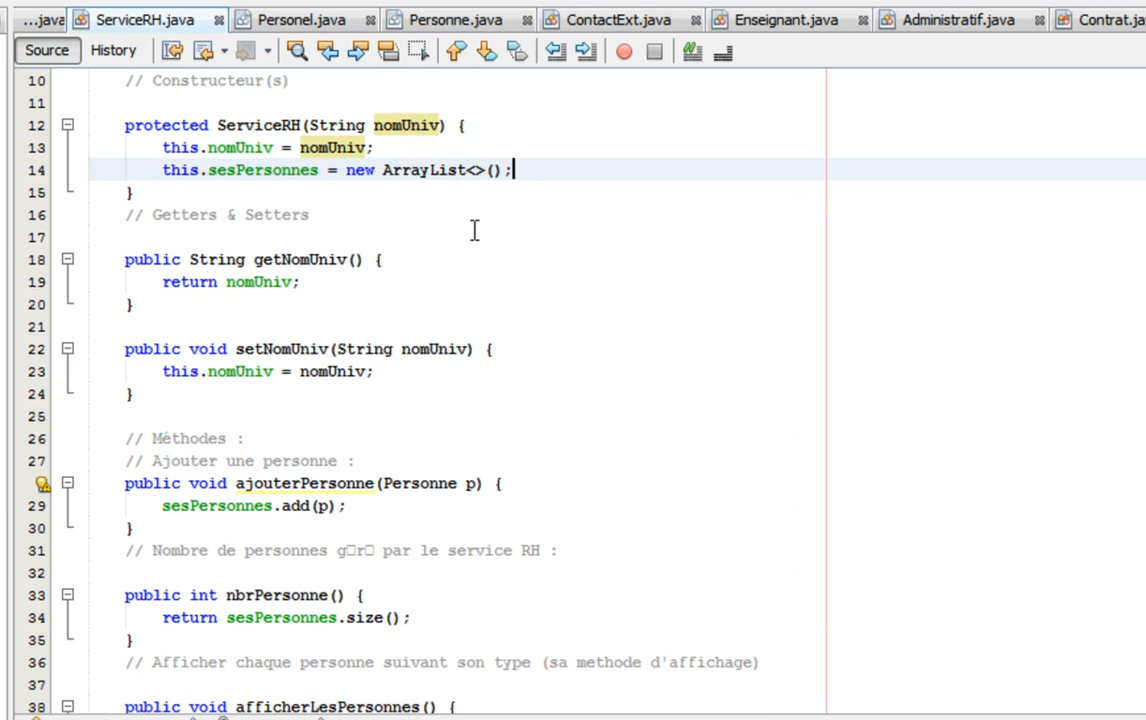 ...java ServiceRH.java Personel.java Personne.java ContactExt.java Enseignant.java Administratif.java Contrat.ja
Source History
10 // Constructeur(s)
11
12 protected ServiceRH(String nomUniv) {
13 this.nomUniv = nomUniv;
14 this.sesPersonnes = new ArrayList<>();
15 }
16 // Getters & Setters
17
18 public String getNomUniv() {
19 return nomUniv;
20 }
21
22 public void setNomUniv(String nomUniv) {
23 this.nomUniv = nomUniv;
24 }
25
26 // Méthodes :
27 // Ajouter une personne :
public void ajouterPersonne(Personne p) {
29 sesPersonnes.add(p);
30 }
31 // Nombre de personnes g□r□ par le service RH :
32
33 public int nbrPersonne() {
34 return sesPersonnes.size();
35 }
36 // Afficher chaque personne suivant son type (sa methode d'affichage)
37
38 public void afficherLesPersonnes() {